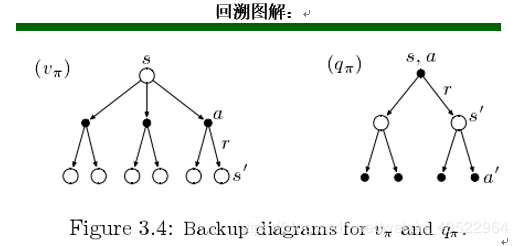 回溯图解：
(vπ) s (qπ) s, a
a r s′
r s′ a′
Figure 3.4: Backup diagrams for vπ and qπ.